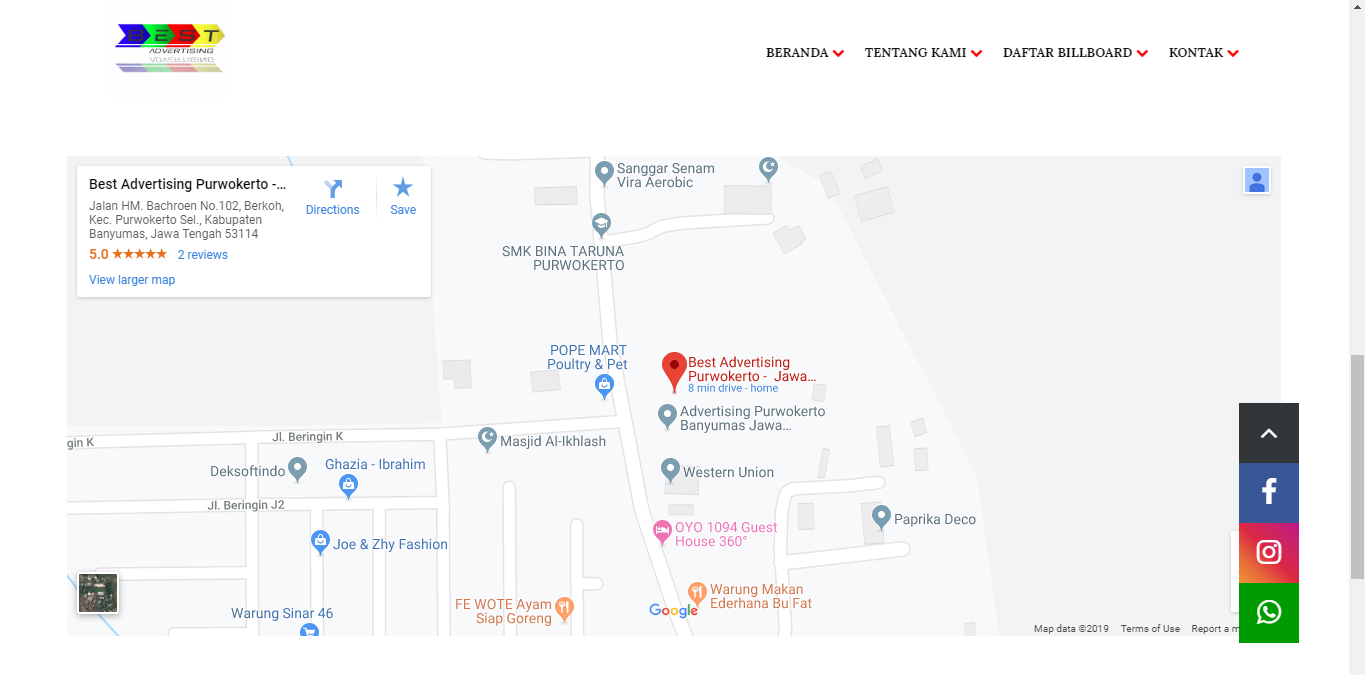 BEST
ADVERTISING
BERANDA
TENTANG KAMI
DAFTAR BILLBOARD
KONTAK
Best Advertising Purwokerto -...
Jalan HM. Bachroen No.102, Berkoh,
Kec. Purwokerto Sel., Kabupaten
Banyumas, Jawa Tengah 53114
5.0 ★★★★★ 2 reviews
View larger map
Directions
Save
Sanggar Senam
Vira Aerobic
SMK BINA TARUNA
PURWOKERTO
POPE MART
Poultry & Pet
Best Advertising
Purwokerto - Jawa...
8 min drive - home
Advertising Purwokerto
Banyumas Jawa...
gin K
Jl. Beringin K
Masjid Al-Ikhlash
Deksoftindo
Ghazia - Ibrahim
Western Union
Jl. Beringin J2
Paprika Deco
OYO 1094 Guest
House 360°
Joe & Zhy Fashion
Warung Makan
Ederhana Bu Fat
FE WOTE Ayam
Siap Goreng
Google
Warung Sinar 46
Map data ©2019
Terms of Use
Report a m